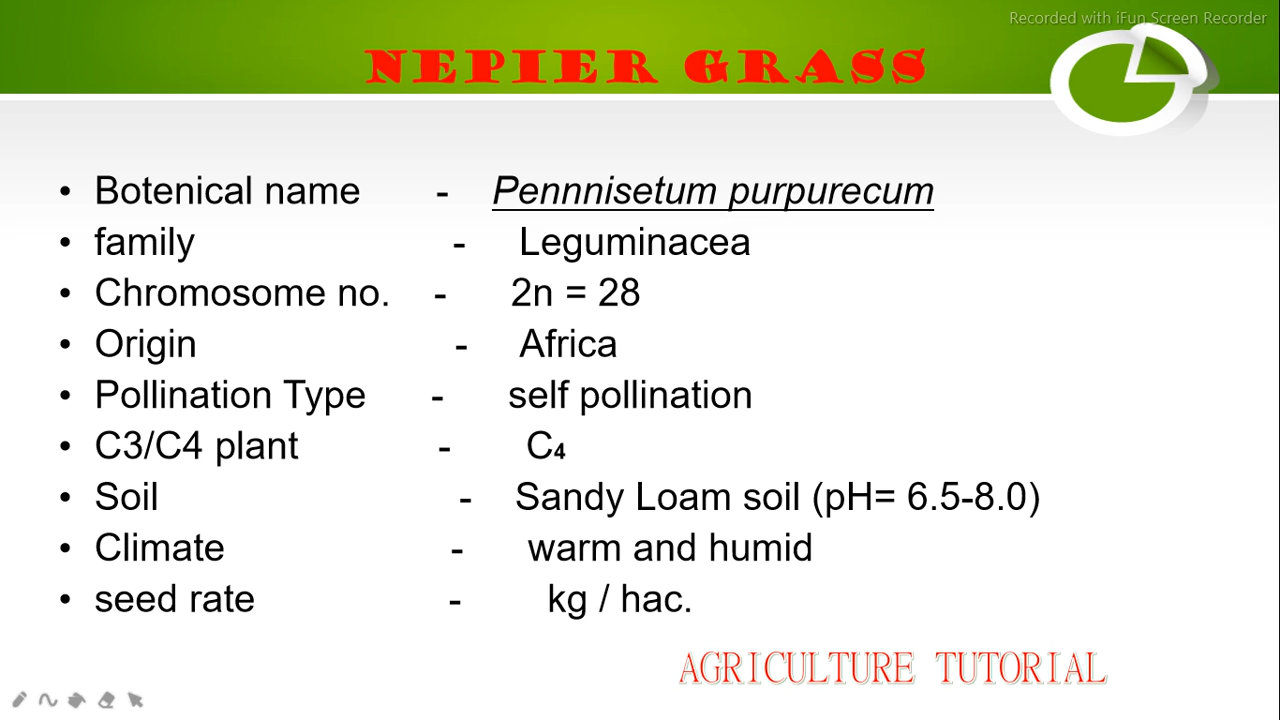 Recorded with iFun Screen Recorder
NEPIER GRASS
• Botenical name - Pennnisetum purpurecum
• family - Leguminacea
• Chromosome no. - 2n = 28
• Origin - Africa
• Pollination Type - self pollination
• C3/C4 plant - C₄
• Soil - Sandy Loam soil (pH= 6.5-8.0)
• Climate - warm and humid
• seed rate - kg / hac.
AGRICULTURE TUTORIAL